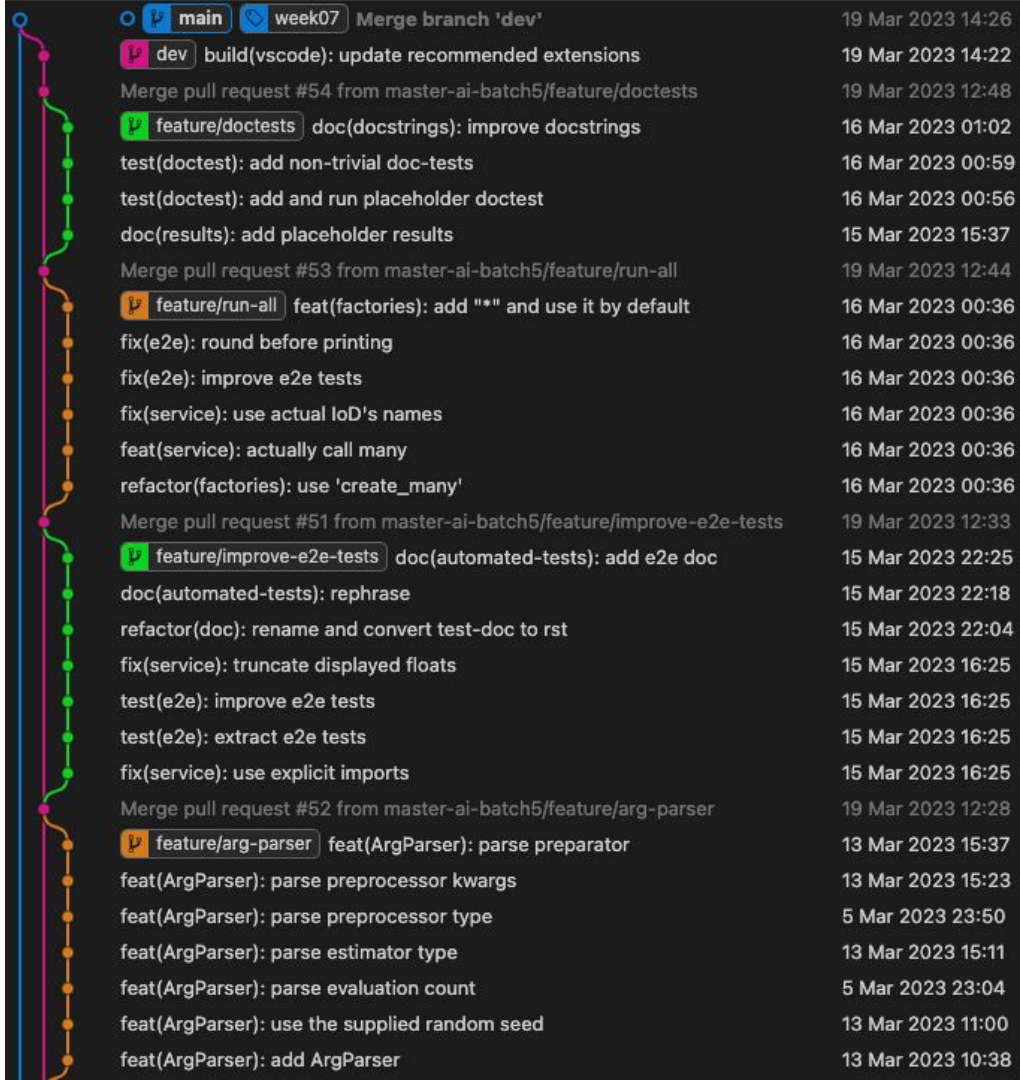 main week07 Merge branch 'dev' 19 Mar 2023 14:26
dev build(vscode): update recommended extensions 19 Mar 2023 14:22
Merge pull request #54 from master-ai-batch5/feature/doctests 19 Mar 2023 12:48
feature/doctests doc(docstrings): improve docstrings 16 Mar 2023 01:02
test(doctest): add non-trivial doc-tests 16 Mar 2023 00:59
test(doctest): add and run placeholder doctest 16 Mar 2023 00:56
doc(results): add placeholder results 15 Mar 2023 15:37
Merge pull request #53 from master-ai-batch5/feature/run-all 19 Mar 2023 12:44
feature/run-all feat(factories): add "*" and use it by default 16 Mar 2023 00:36
fix(e2e): round before printing 16 Mar 2023 00:36
fix(e2e): improve e2e tests 16 Mar 2023 00:36
fix(service): use actual IoD's names 16 Mar 2023 00:36
feat(service): actually call many 16 Mar 2023 00:36
refactor(factories): use 'create_many' 16 Mar 2023 00:36
Merge pull request #51 from master-ai-batch5/feature/improve-e2e-tests 19 Mar 2023 12:33
feature/improve-e2e-tests doc(automated-tests): add e2e doc 15 Mar 2023 22:25
doc(automated-tests): rephrase 15 Mar 2023 22:18
refactor(doc): rename and convert test-doc to rst 15 Mar 2023 22:04
fix(service): truncate displayed floats 15 Mar 2023 16:25
test(e2e): improve e2e tests 15 Mar 2023 16:25
test(e2e): extract e2e tests 15 Mar 2023 16:25
fix(service): use explicit imports 15 Mar 2023 16:25
Merge pull request #52 from master-ai-batch5/feature/arg-parser 19 Mar 2023 12:28
feature/arg-parser feat(ArgParser): parse preparator 13 Mar 2023 15:37
feat(ArgParser): parse preprocessor kwargs 13 Mar 2023 15:23
feat(ArgParser): parse preprocessor type 5 Mar 2023 23:50
feat(ArgParser): parse estimator type 13 Mar 2023 15:11
feat(ArgParser): parse evaluation count 5 Mar 2023 23:04
feat(ArgParser): use the supplied random seed 13 Mar 2023 11:00
feat(ArgParser): add ArgParser 13 Mar 2023 10:38